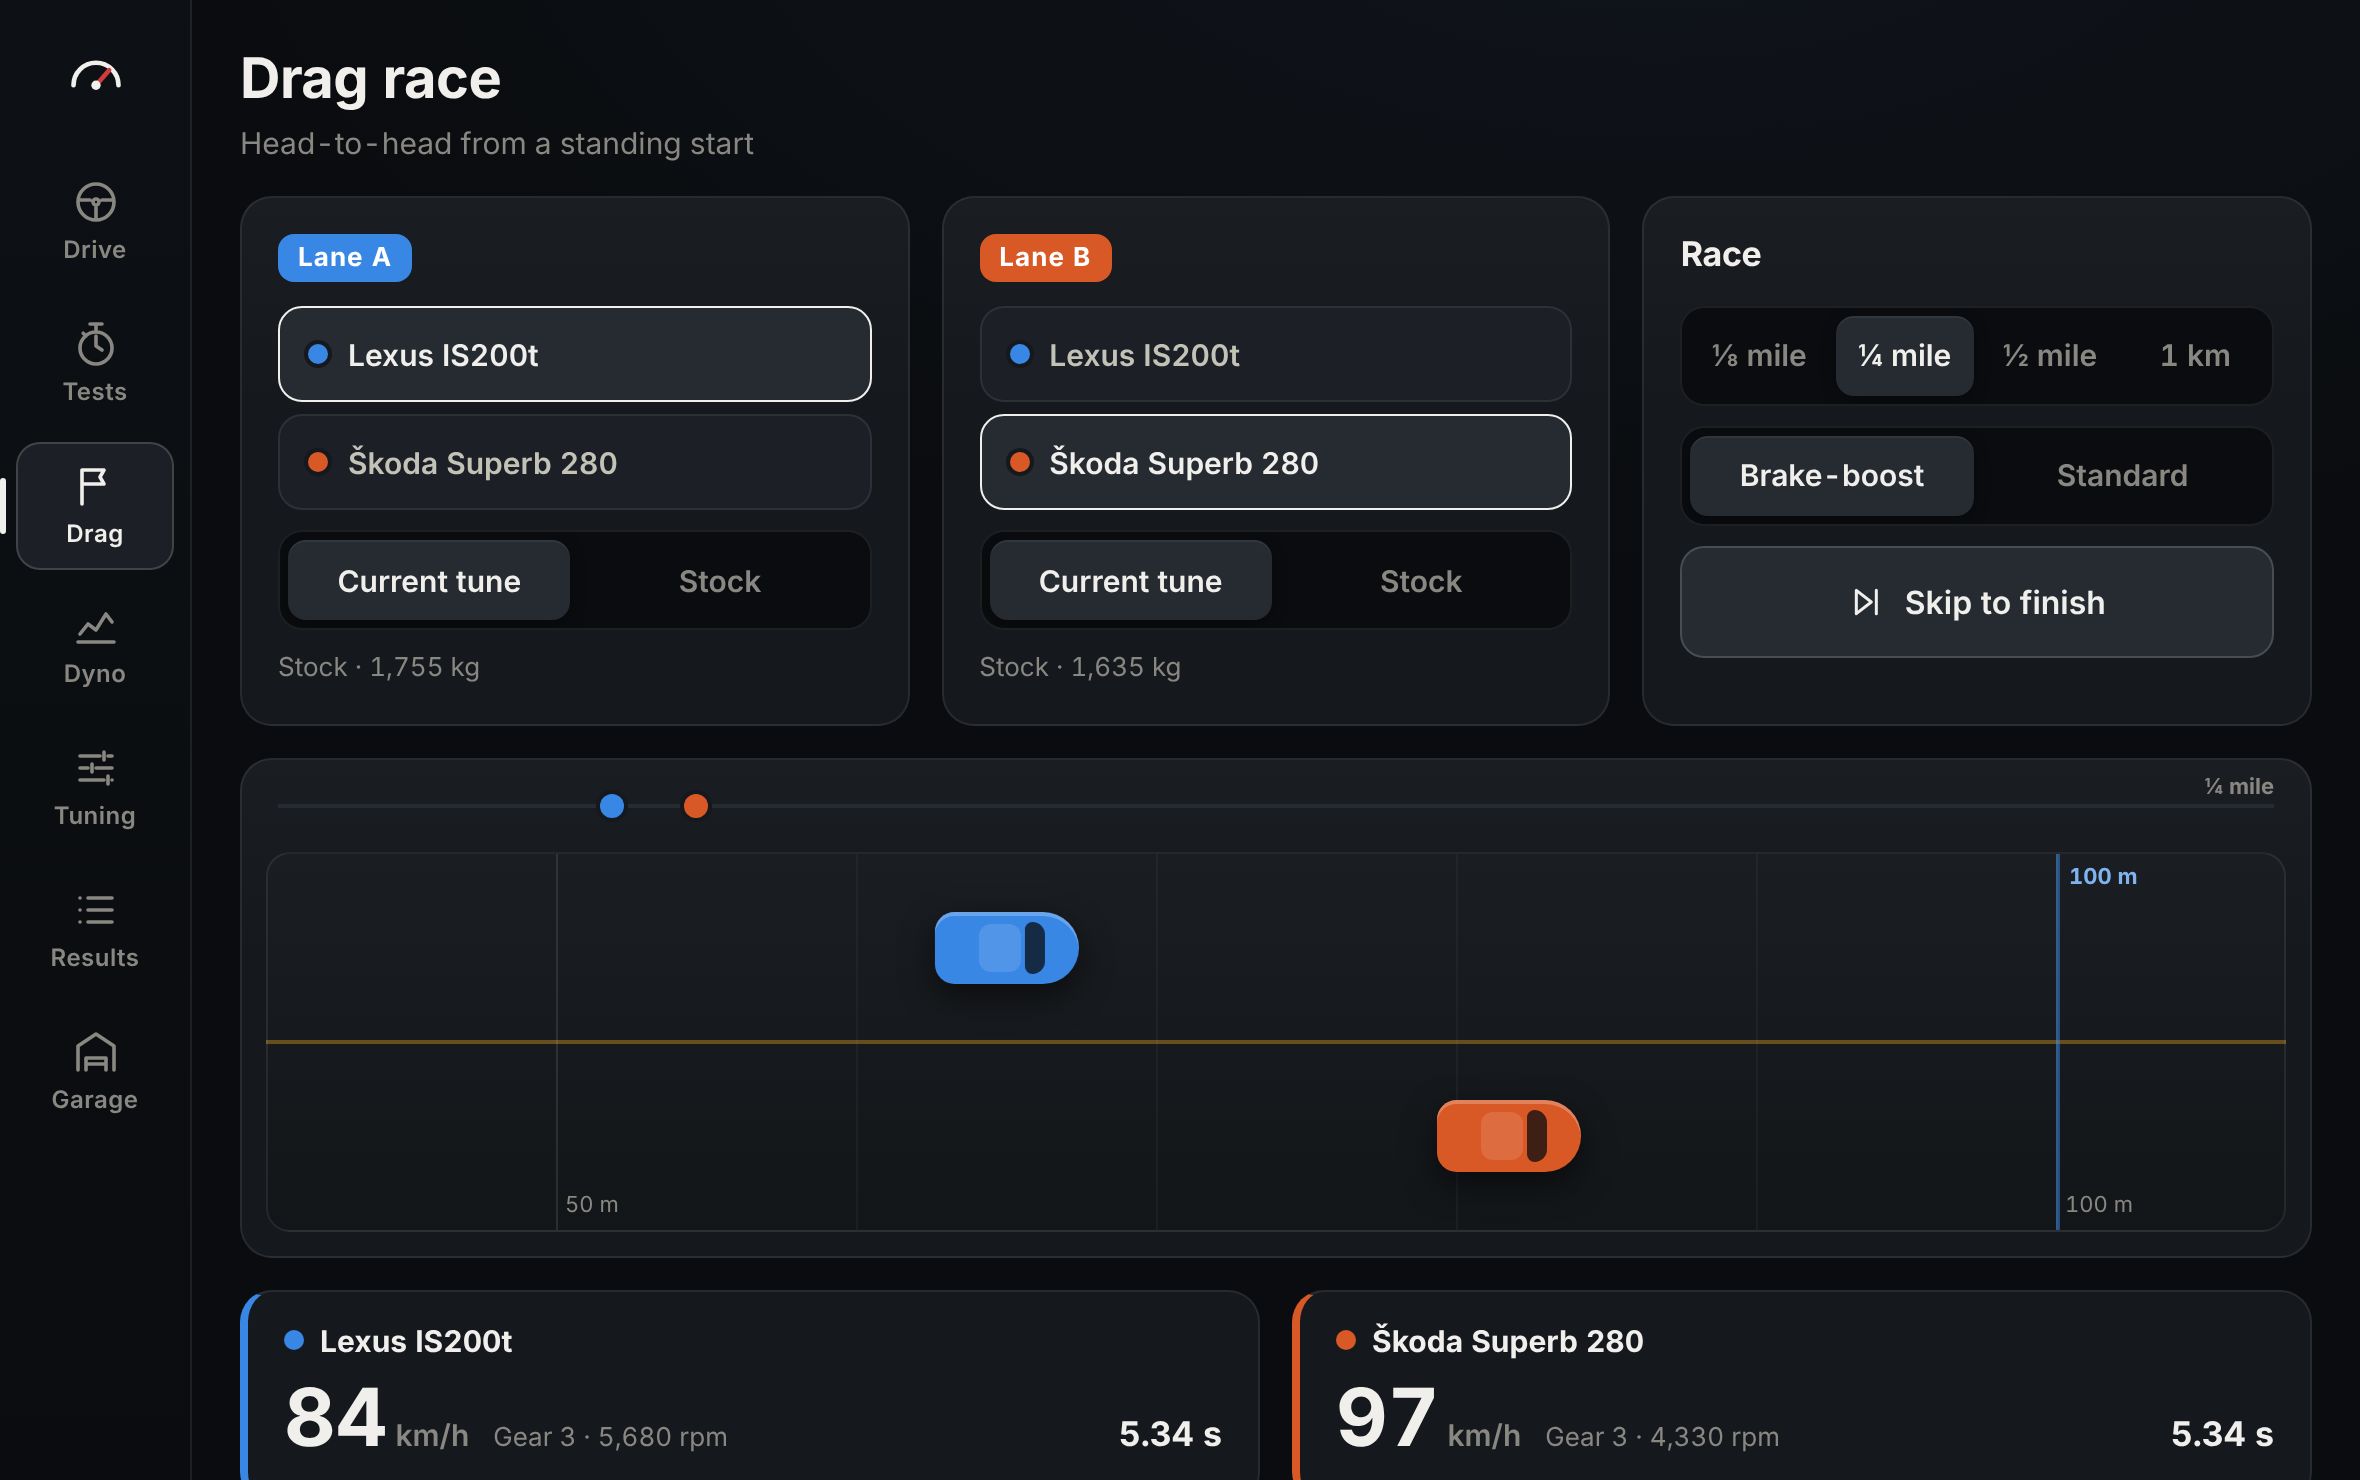 Drag race
Head-to-head from a standing start
Drive
Tests
Drag
Dyno
Tuning
Results
Garage
Lane A
Lexus IS200t
Škoda Superb 280
Current tune
Stock
Stock · 1,755 kg
Lane B
Lexus IS200t
Škoda Superb 280
Current tune
Stock
Stock · 1,635 kg
Race
⅛ mile
¼ mile
½ mile
1 km
Brake-boost
Standard
Skip to finish
¼ mile
100 m
50 m
100 m
Lexus IS200t
84 km/h Gear 3 · 5,680 rpm 5.34 s
Škoda Superb 280
97 km/h Gear 3 · 4,330 rpm 5.34 s